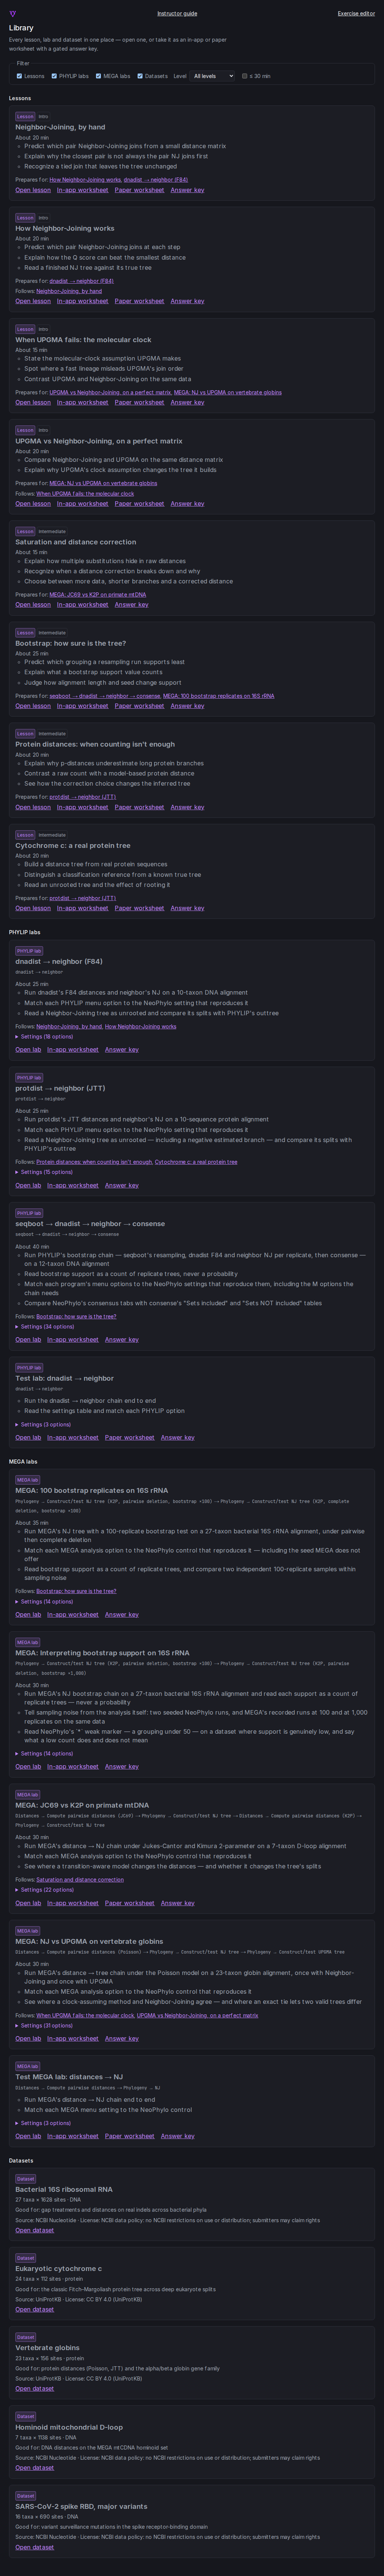 Instructor guide
Exercise editor
Library
Every lesson, lab and dataset in one place — open one, or take it as an in-app or paper
worksheet with a gated answer key.
Filter
Lessons PHYLIP labs MEGA labs Datasets Level All levels ≤ 30 min
Lessons
Lesson Intro
Neighbor-Joining, by hand
About 20 min
Predict which pair Neighbor-Joining joins from a small distance matrix
Explain why the closest pair is not always the pair NJ joins first
Recognize a tied join that leaves the tree unchanged
Prepares for: How Neighbor-Joining works, dnadist → neighbor (F84)
Open lesson In-app worksheet Paper worksheet Answer key
Lesson Intro
How Neighbor-Joining works
About 20 min
Predict which pair Neighbor-Joining joins at each step
Explain how the Q score can beat the smallest distance
Read a finished NJ tree against its true tree
Prepares for: dnadist → neighbor (F84)
Follows: Neighbor-Joining, by hand
Open lesson In-app worksheet Paper worksheet Answer key
Lesson Intro
When UPGMA fails: the molecular clock
About 15 min
State the molecular-clock assumption UPGMA makes
Spot where a fast lineage misleads UPGMA's join order
Contrast UPGMA and Neighbor-Joining on the same data
Prepares for: UPGMA vs Neighbor-Joining, on a perfect matrix, MEGA: NJ vs UPGMA on vertebrate globins
Open lesson In-app worksheet Paper worksheet Answer key
Lesson Intro
UPGMA vs Neighbor-Joining, on a perfect matrix
About 20 min
Compare Neighbor-Joining and UPGMA on the same distance matrix
Explain why UPGMA's clock assumption changes the tree it builds
Prepares for: MEGA: NJ vs UPGMA on vertebrate globins
Follows: When UPGMA fails: the molecular clock
Open lesson In-app worksheet Paper worksheet Answer key
Lesson Intermediate
Saturation and distance correction
About 15 min
Explain how multiple substitutions hide in raw distances
Recognize when a distance correction breaks down and why
Choose between more data, shorter branches and a corrected distance
Prepares for: MEGA: JC69 vs K2P on primate mtDNA
Open lesson In-app worksheet Answer key
Lesson Intermediate
Bootstrap: how sure is the tree?
About 25 min
Predict which grouping a resampling run supports least
Explain what a bootstrap support value counts
Judge how alignment length and seed change support
Prepares for: seqboot → dnadist → neighbor → consense, MEGA: 100 bootstrap replicates on 16S rRNA
Open lesson In-app worksheet Paper worksheet Answer key
Lesson Intermediate
Protein distances: when counting isn't enough
About 20 min
Explain why p-distances underestimate long protein branches
Contrast a raw count with a model-based protein distance
See how the correction choice changes the inferred tree
Prepares for: protdist → neighbor (JTT)
Open lesson In-app worksheet Paper worksheet Answer key
Lesson Intermediate
Cytochrome c: a real protein tree
About 20 min
Build a distance tree from real protein sequences
Distinguish a classification reference from a known true tree
Read an unrooted tree and the effect of rooting it
Prepares for: protdist → neighbor (JTT)
Open lesson In-app worksheet Paper worksheet Answer key
PHYLIP labs
PHYLIP lab
dnadist → neighbor (F84)
dnadist → neighbor
About 25 min
Run dnadist's F84 distances and neighbor's NJ on a 10-taxon DNA alignment
Match each PHYLIP menu option to the NeoPhylo setting that reproduces it
Read a Neighbor-Joining tree as unrooted and compare its splits with PHYLIP's outtree
Follows: Neighbor-Joining, by hand, How Neighbor-Joining works
Settings (18 options)
Open lab In-app worksheet Answer key
PHYLIP lab
protdist → neighbor (JTT)
protdist → neighbor
About 25 min
Run protdist's JTT distances and neighbor's NJ on a 10-sequence protein alignment
Match each PHYLIP menu option to the NeoPhylo setting that reproduces it
Read a Neighbor-Joining tree as unrooted — including a negative estimated branch — and compare its splits with
PHYLIP's outtree
Follows: Protein distances: when counting isn't enough, Cytochrome c: a real protein tree
Settings (15 options)
Open lab In-app worksheet Answer key
PHYLIP lab
seqboot → dnadist → neighbor → consense
seqboot → dnadist → neighbor → consense
About 40 min
Run PHYLIP's bootstrap chain — seqboot's resampling, dnadist F84 and neighbor NJ per replicate, then consense —
on a 12-taxon DNA alignment
Read bootstrap support as a count of replicate trees, never a probability
Match each program's menu options to the NeoPhylo settings that reproduce them, including the M options the
chain needs
Compare NeoPhylo's consensus tabs with consense's "Sets included" and "Sets NOT included" tables
Follows: Bootstrap: how sure is the tree?
Settings (34 options)
Open lab In-app worksheet Answer key
PHYLIP lab
Test lab: dnadist → neighbor
dnadist → neighbor
Run the dnadist → neighbor chain end to end
Read the settings table and match each PHYLIP option
Settings (3 options)
Open lab In-app worksheet Paper worksheet Answer key
MEGA labs
MEGA lab
MEGA: 100 bootstrap replicates on 16S rRNA
Phylogeny → Construct/test NJ tree (K2P, pairwise deletion, bootstrap ×100) → Phylogeny → Construct/test NJ tree (K2P, complete
deletion, bootstrap ×100)
About 35 min
Run MEGA's NJ tree with a 100-replicate bootstrap test on a 27-taxon bacterial 16S rRNA alignment, under pairwise
then complete deletion
Match each MEGA analysis option to the NeoPhylo control that reproduces it — including the seed MEGA does not
offer
Read bootstrap support as a count of replicate trees, and compare two independent 100-replicate samples within
sampling noise
Follows: Bootstrap: how sure is the tree?
Settings (14 options)
Open lab In-app worksheet Answer key
MEGA lab
MEGA: Interpreting bootstrap support on 16S rRNA
Phylogeny → Construct/test NJ tree (K2P, pairwise deletion, bootstrap ×100) → Phylogeny → Construct/test NJ tree (K2P, pairwise
deletion, bootstrap ×1,000)
About 30 min
Run MEGA's NJ bootstrap chain on a 27-taxon bacterial 16S rRNA alignment and read each support as a count of
replicate trees — never a probability
Tell sampling noise from the analysis itself: two seeded NeoPhylo runs, and MEGA's recorded runs at 100 and at 1,000
replicates on the same data
Read NeoPhylo's `*` weak marker — a grouping under 50 — on a dataset where support is genuinely low, and say
what a low count does and does not mean
Settings (14 options)
Open lab In-app worksheet Answer key
MEGA lab
MEGA: JC69 vs K2P on primate mtDNA
Distances → Compute pairwise distances (JC69) → Phylogeny → Construct/test NJ tree → Distances → Compute pairwise distances (K2P) →
Phylogeny → Construct/test NJ tree
About 30 min
Run MEGA's distance → NJ chain under Jukes-Cantor and Kimura 2-parameter on a 7-taxon D-loop alignment
Match each MEGA analysis option to the NeoPhylo control that reproduces it
See where a transition-aware model changes the distances — and whether it changes the tree's splits
Follows: Saturation and distance correction
Settings (22 options)
Open lab In-app worksheet Paper worksheet Answer key
MEGA lab
MEGA: NJ vs UPGMA on vertebrate globins
Distances → Compute pairwise distances (Poisson) → Phylogeny → Construct/test NJ tree → Phylogeny → Construct/test UPGMA tree
About 30 min
Run MEGA's distance → tree chain under the Poisson model on a 23-taxon globin alignment, once with Neighbor-
Joining and once with UPGMA
Match each MEGA analysis option to the NeoPhylo control that reproduces it
See where a clock-assuming method and Neighbor-Joining agree — and where an exact tie lets two valid trees differ
Follows: When UPGMA fails: the molecular clock, UPGMA vs Neighbor-Joining, on a perfect matrix
Settings (21 options)
Open lab In-app worksheet Answer key
MEGA lab
Test MEGA lab: distances → NJ
Distances → Compute pairwise distances → Phylogeny → NJ
Run MEGA's distance → NJ chain end to end
Match each MEGA menu setting to the NeoPhylo control
Settings (3 options)
Open lab In-app worksheet Paper worksheet Answer key
Datasets
Dataset
Bacterial 16S ribosomal RNA
27 taxa × 1628 sites · DNA
Good for: gap treatments and distances on real indels across bacterial phyla
Source: NCBI Nucleotide · License: NCBI data policy: no NCBI restrictions on use or distribution; submitters may claim rights
Open dataset
Dataset
Eukaryotic cytochrome c
24 taxa × 112 sites · protein
Good for: the classic Fitch–Margoliash protein tree across deep eukaryote splits
Source: UniProtKB · License: CC BY 4.0 (UniProtKB)
Open dataset
Dataset
Vertebrate globins
23 taxa × 156 sites · protein
Good for: protein distances (Poisson, JTT) and the alpha/beta globin gene family
Source: UniProtKB · License: CC BY 4.0 (UniProtKB)
Open dataset
Dataset
Hominoid mitochondrial D-loop
7 taxa × 1138 sites · DNA
Good for: DNA distances on the MEGA mtCDNA hominoid set
Source: NCBI Nucleotide · License: NCBI data policy: no NCBI restrictions on use or distribution; submitters may claim rights
Open dataset
Dataset
SARS-CoV-2 spike RBD, major variants
16 taxa × 690 sites · DNA
Good for: variant surveillance mutations in the spike receptor-binding domain
Source: NCBI Nucleotide · License: NCBI data policy: no NCBI restrictions on use or distribution; submitters may claim rights
Open dataset